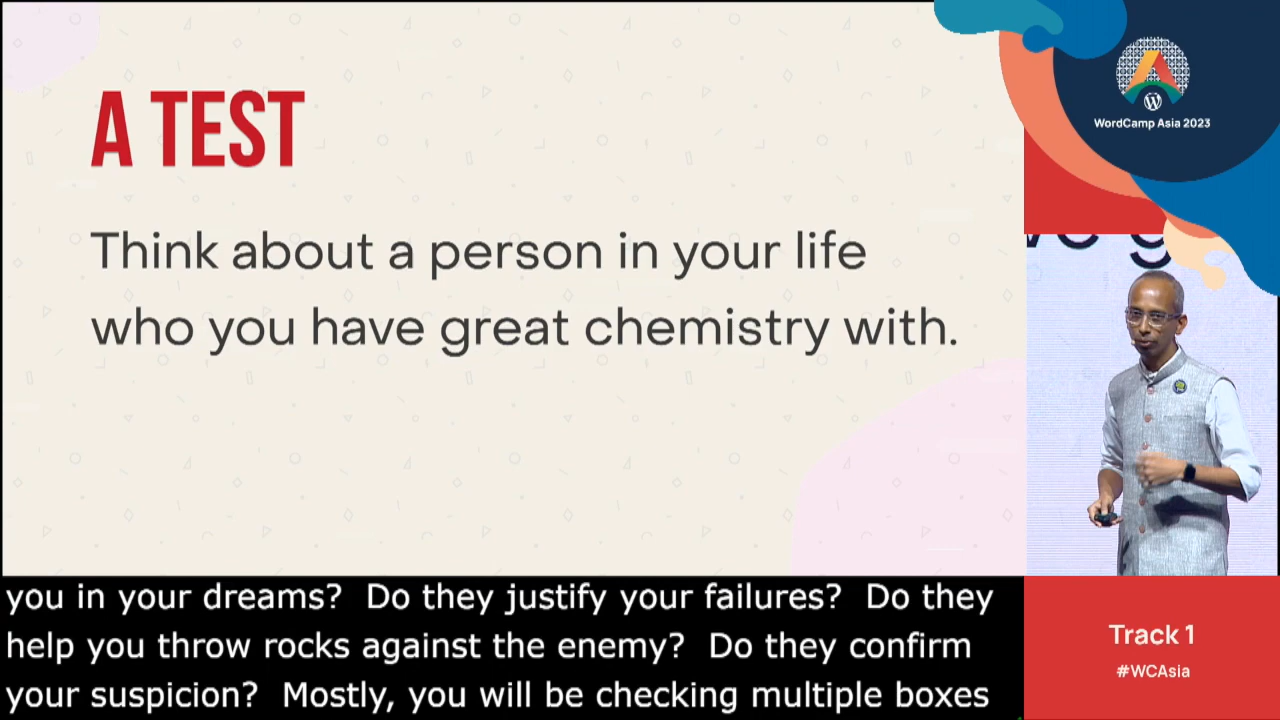 A TEST
Think about a person in your life
who you have great chemistry with.
WordCamp Asia 2023
you in your dreams?  Do they justify your failures?  Do they
help you throw rocks against the enemy?  Do they confirm
your suspicion?  Mostly, you will be checking multiple boxes
Track 1
#WCAsia